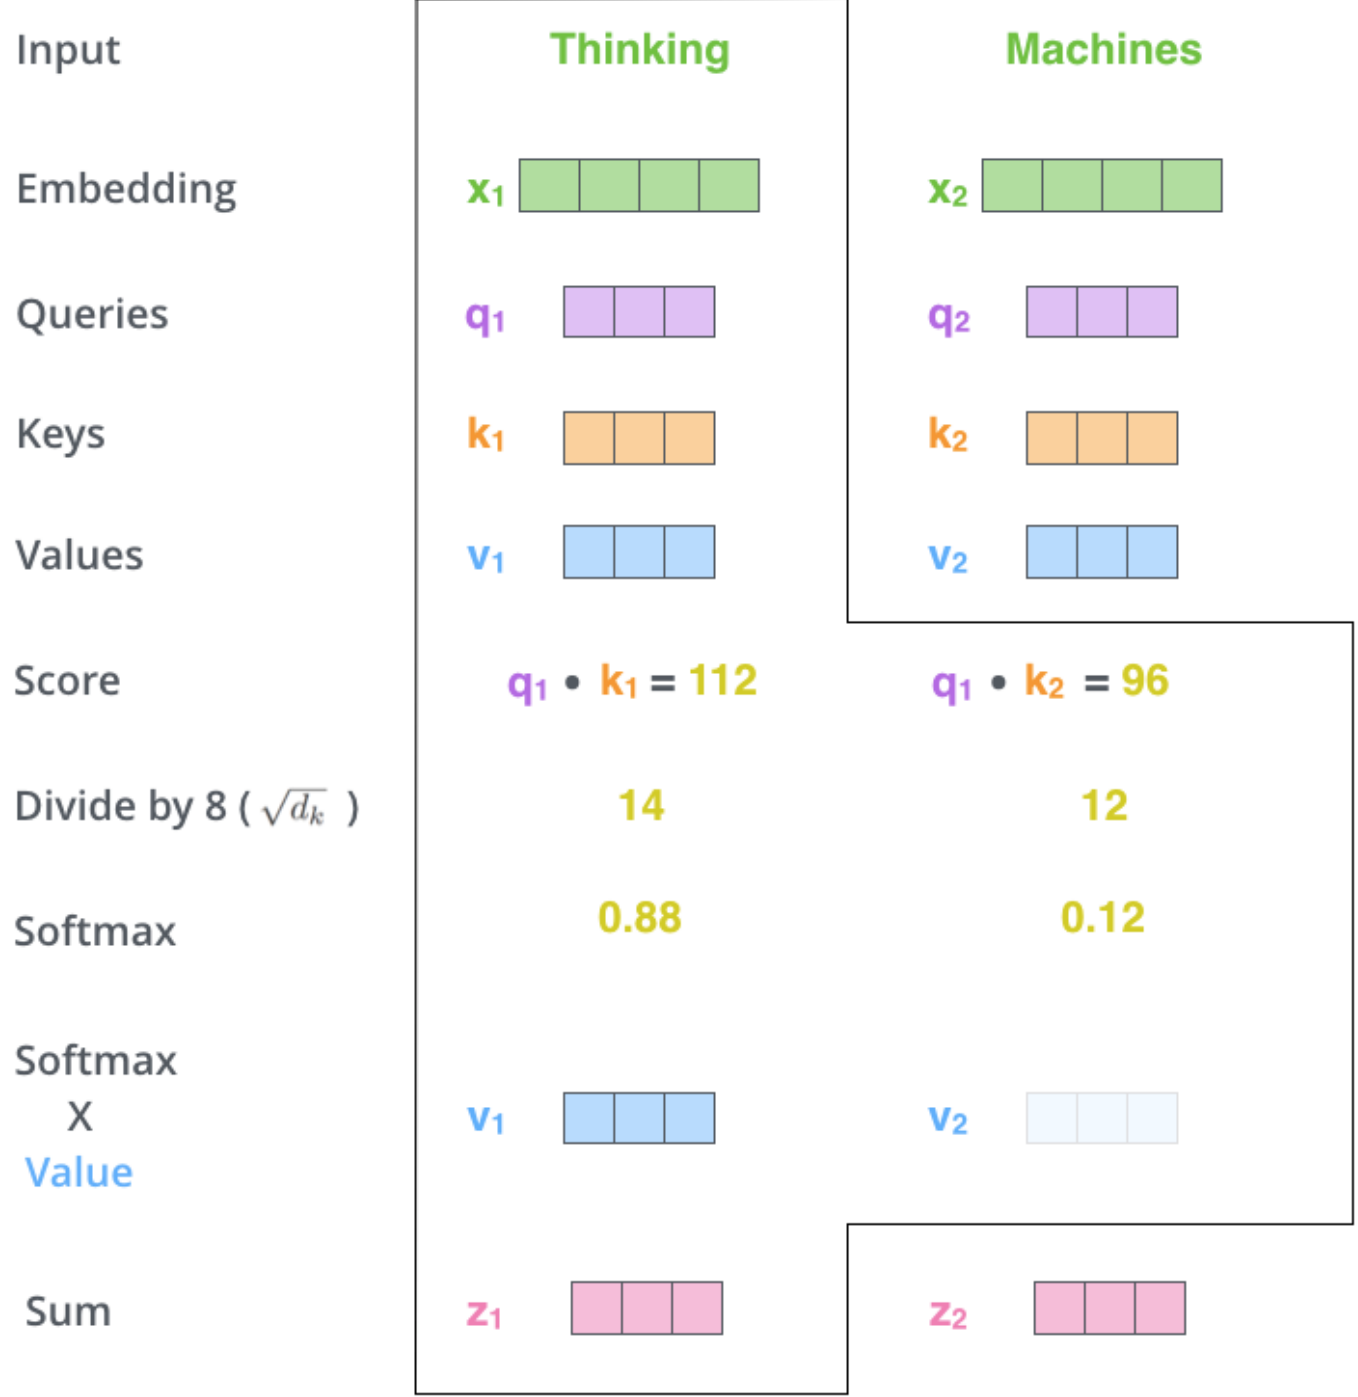 Input Thinking Machines
Embedding x1 x2
Queries q1 q2
Keys k1 k2
Values v1 v2
Score q1 • k1 = 112 q1 • k2 = 96
Divide by 8 ( √dk ) 14 12
Softmax 0.88 0.12
Softmax
X
Value v1 v2
Sum z1 z2